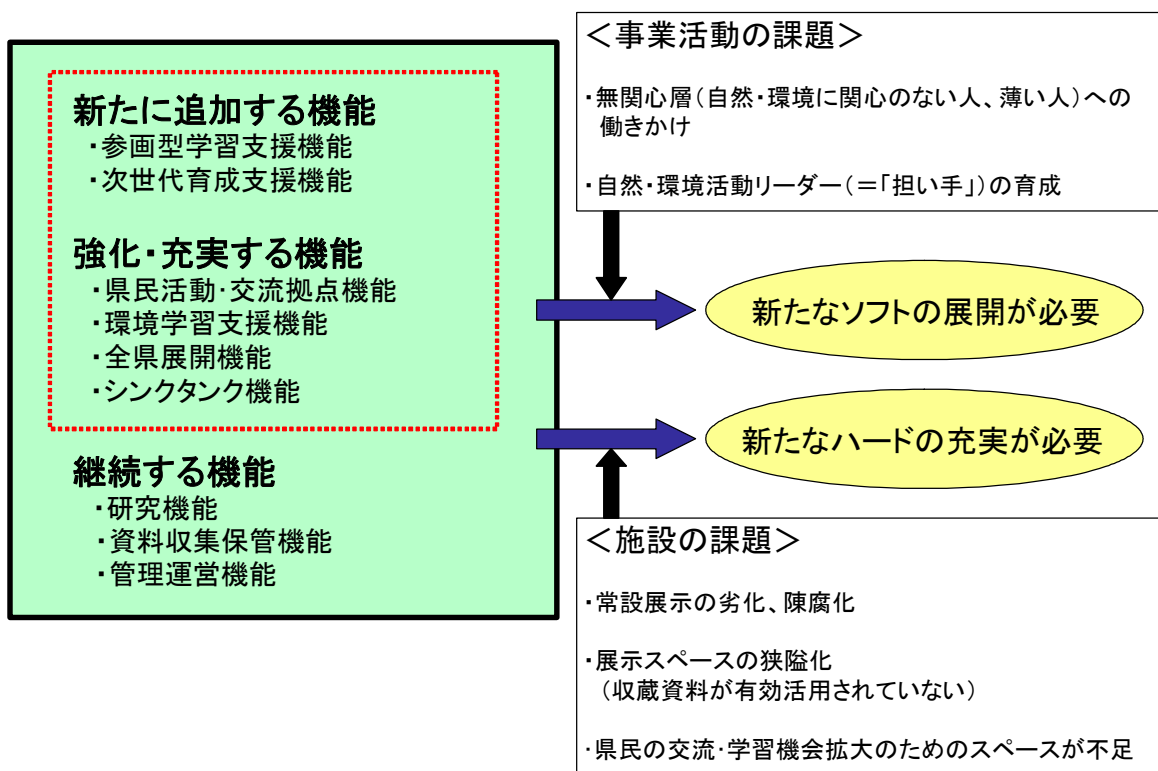 新たに追加する機能
・参画型学習支援機能
・次世代育成支援機能
強化・充実する機能
・県民活動・交流拠点機能
・環境学習支援機能
・全県展開機能
・シンクタンク機能
継続する機能
・研究機能
・資料収集保管機能
・管理運営機能
＜事業活動の課題＞
・無関心層（自然・環境に関心のない人、薄い人）への
働きかけ
・自然・環境活動リーダー（＝「担い手」）の育成
新たなソフトの展開が必要
新たなハードの充実が必要
＜施設の課題＞
・常設展示の劣化、陳腐化
・展示スペースの狭隘化
（収蔵資料が有効活用されていない）
・県民の交流・学習機会拡大のためのスペースが不足